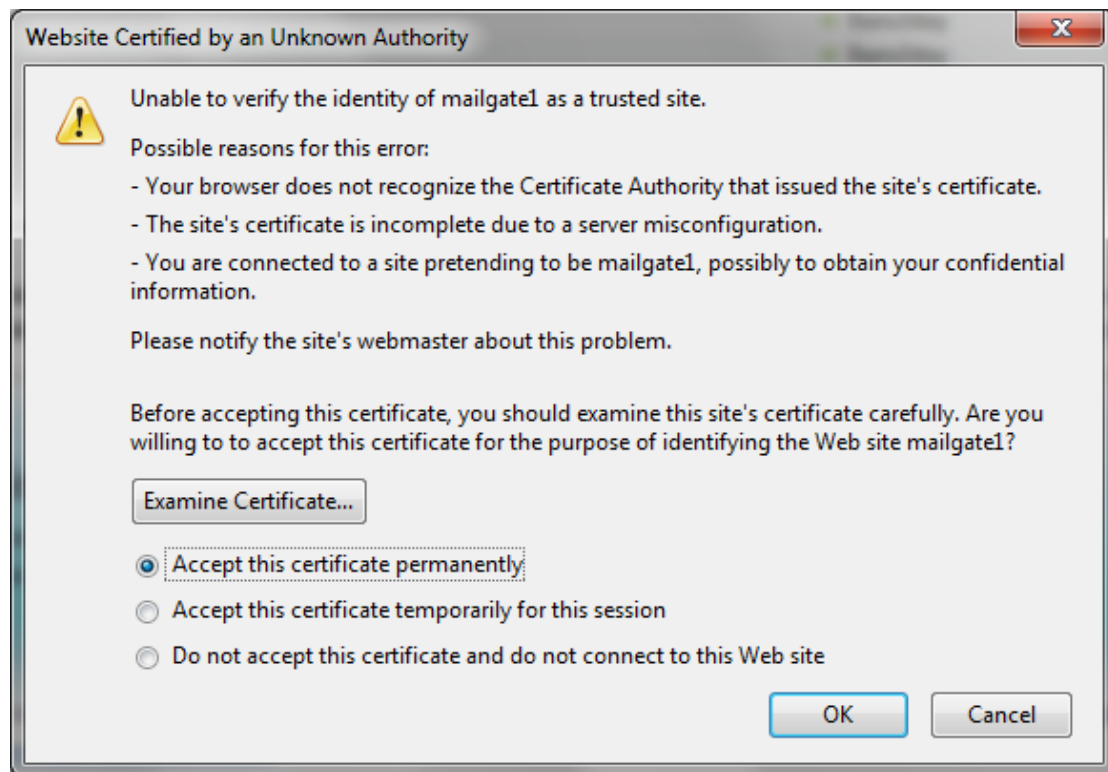 Website Certified by an Unknown Authority
Unable to verify the identity of mailgate1 as a trusted site.
Possible reasons for this error:
- Your browser does not recognize the Certificate Authority that issued the site's certificate.
- The site's certificate is incomplete due to a server misconfiguration.
- You are connected to a site pretending to be mailgate1, possibly to obtain your confidential
information.
Please notify the site's webmaster about this problem.
Before accepting this certificate, you should examine this site's certificate carefully. Are you
willing to to accept this certificate for the purpose of identifying the Web site mailgate1?
Examine Certificate...
Accept this certificate permanently
Accept this certificate temporarily for this session
Do not accept this certificate and do not connect to this Web site
OK Cancel